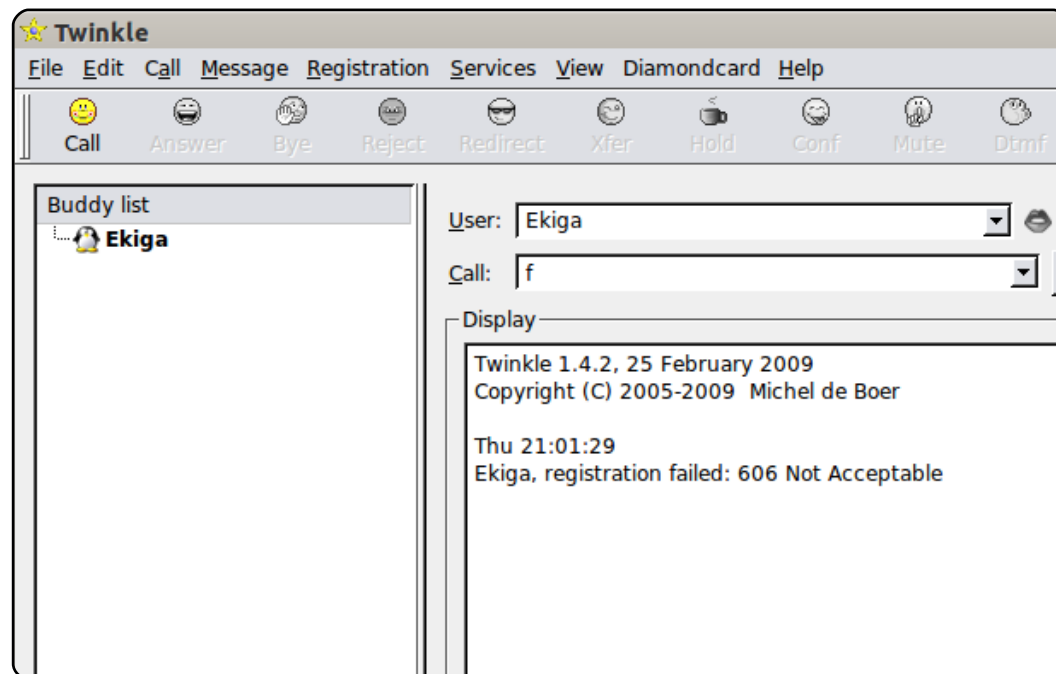 Twinkle
File Edit Call Message Registration Services View Diamondcard Help
Call Answer Bye Reject Redirect Xfer Hold Conf Mute Dtmf
Buddy list
Ekiga
User: Ekiga
Call: f
Display
Twinkle 1.4.2, 25 February 2009
Copyright (C) 2005-2009 Michel de Boer
Thu 21:01:29
Ekiga, registration failed: 606 Not Acceptable